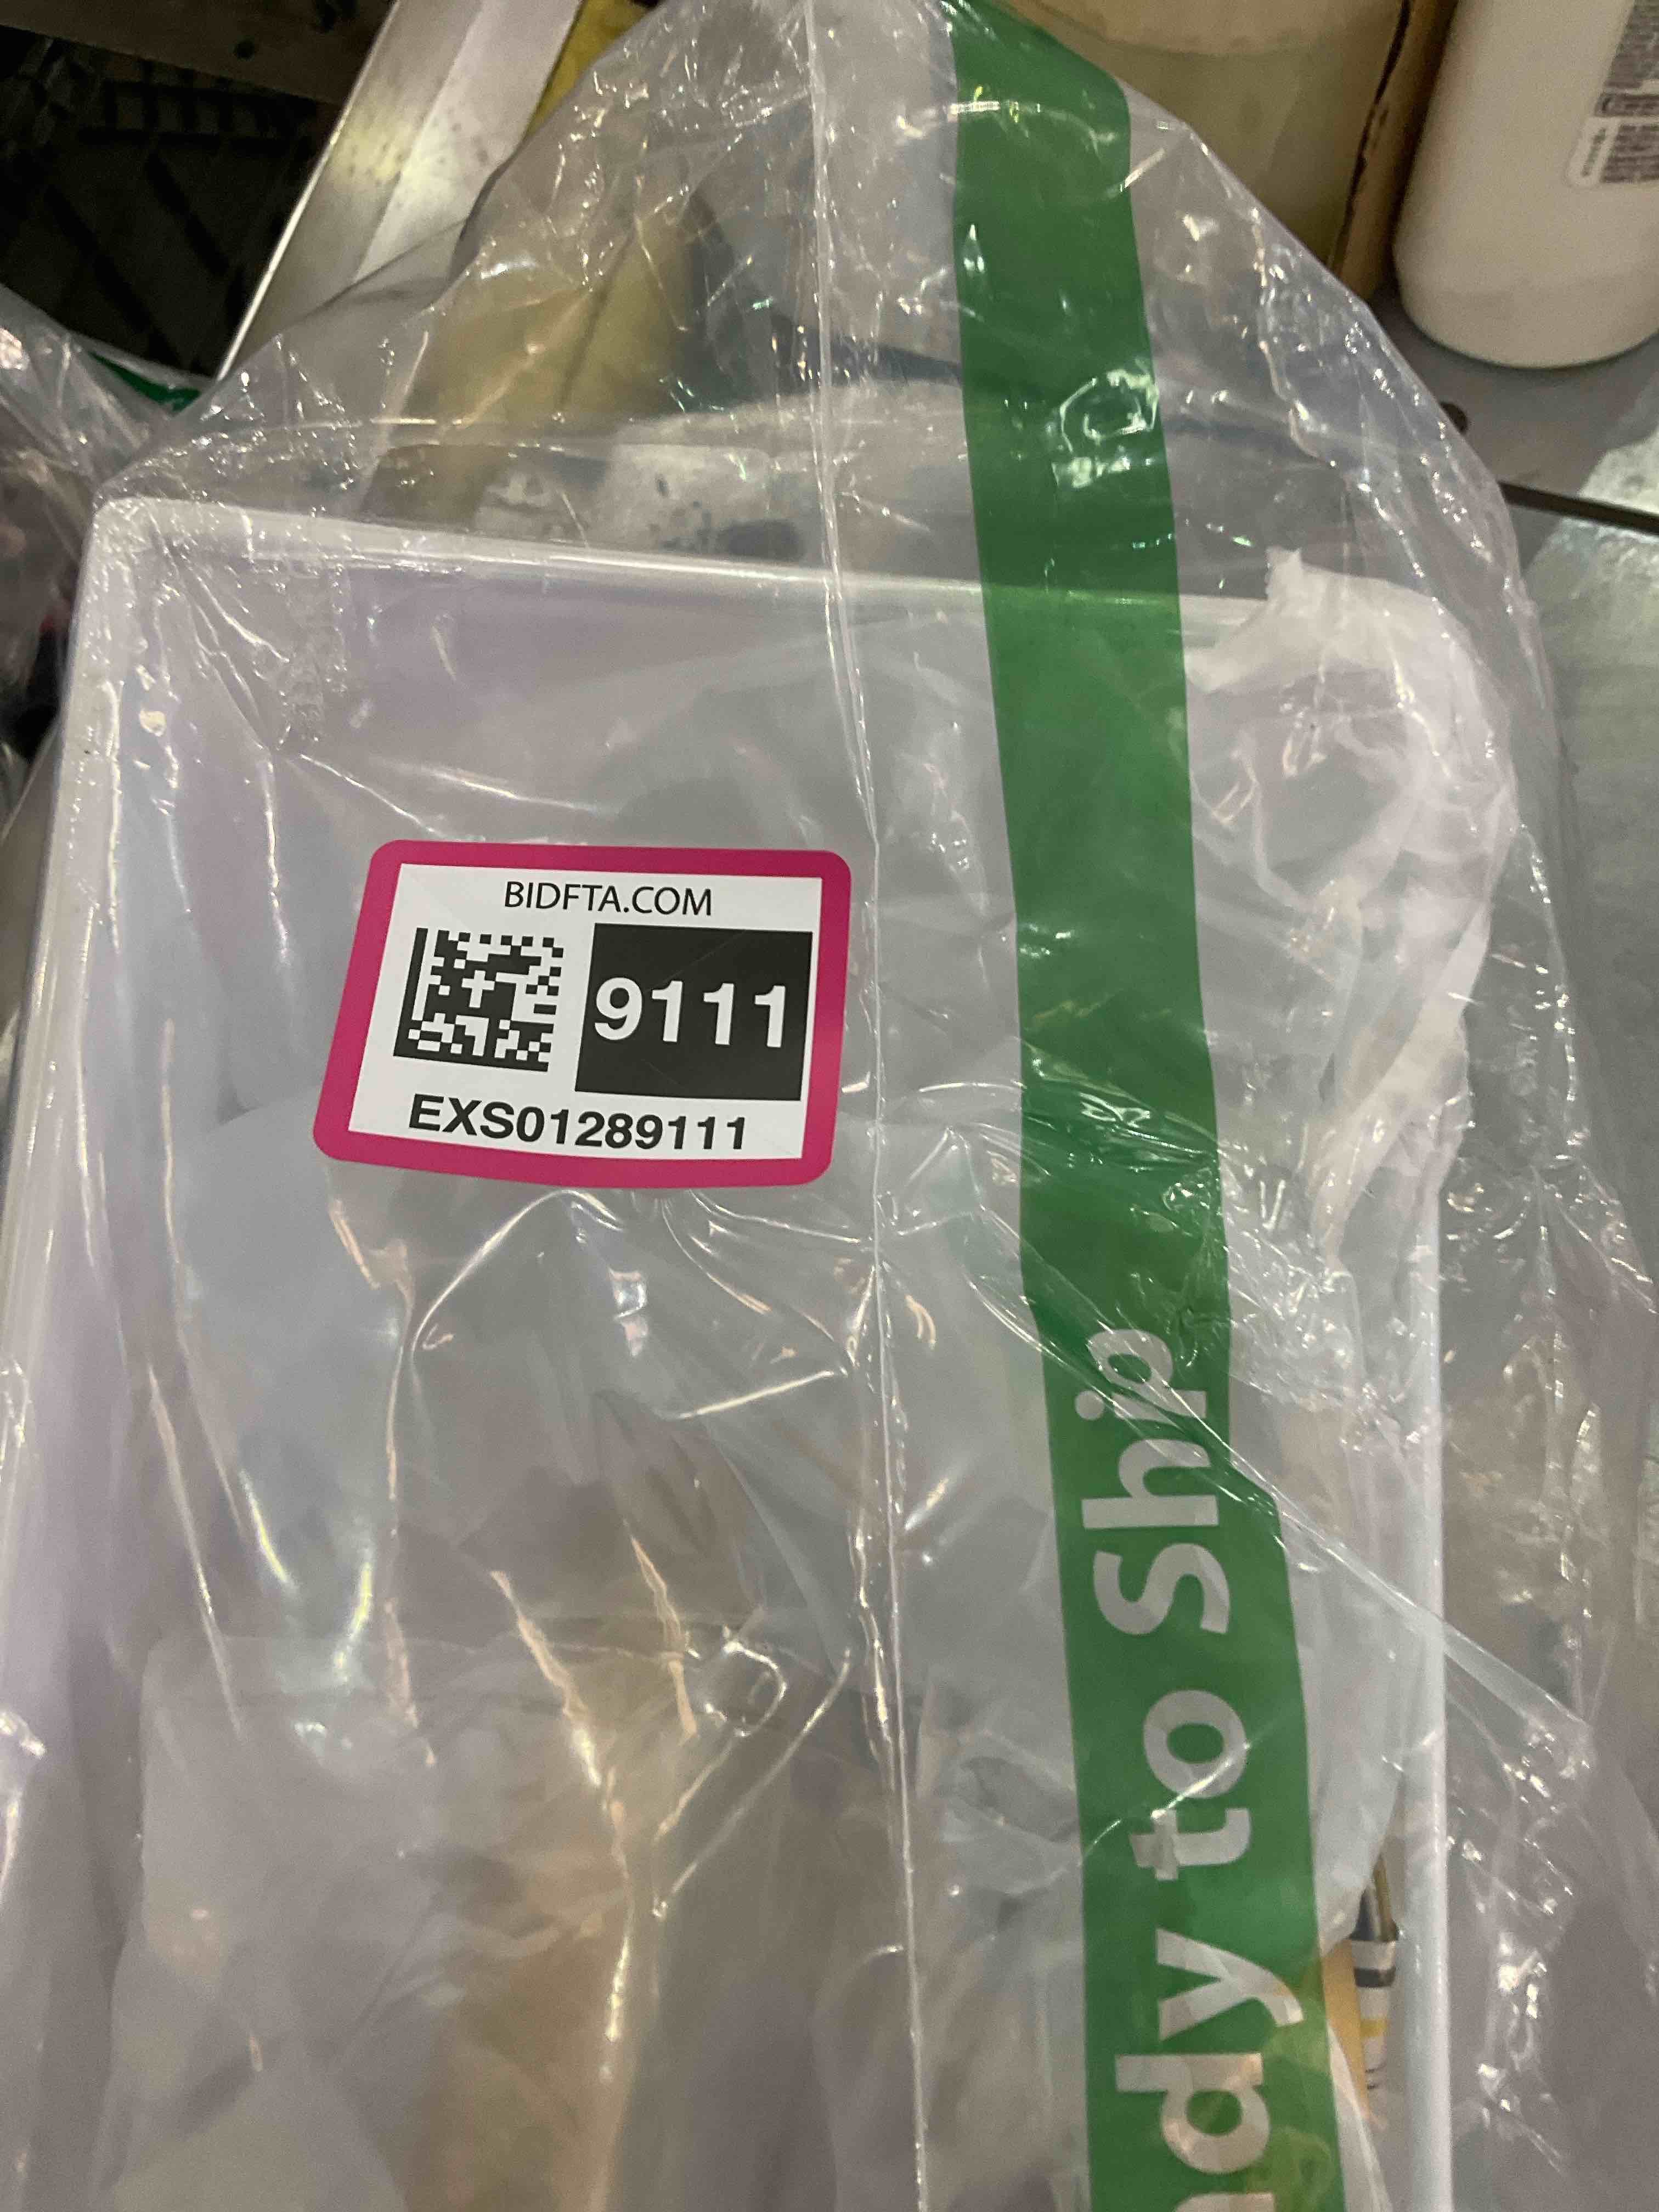 BIDFTA.COM
9111
EXS01289111
dy to Ship